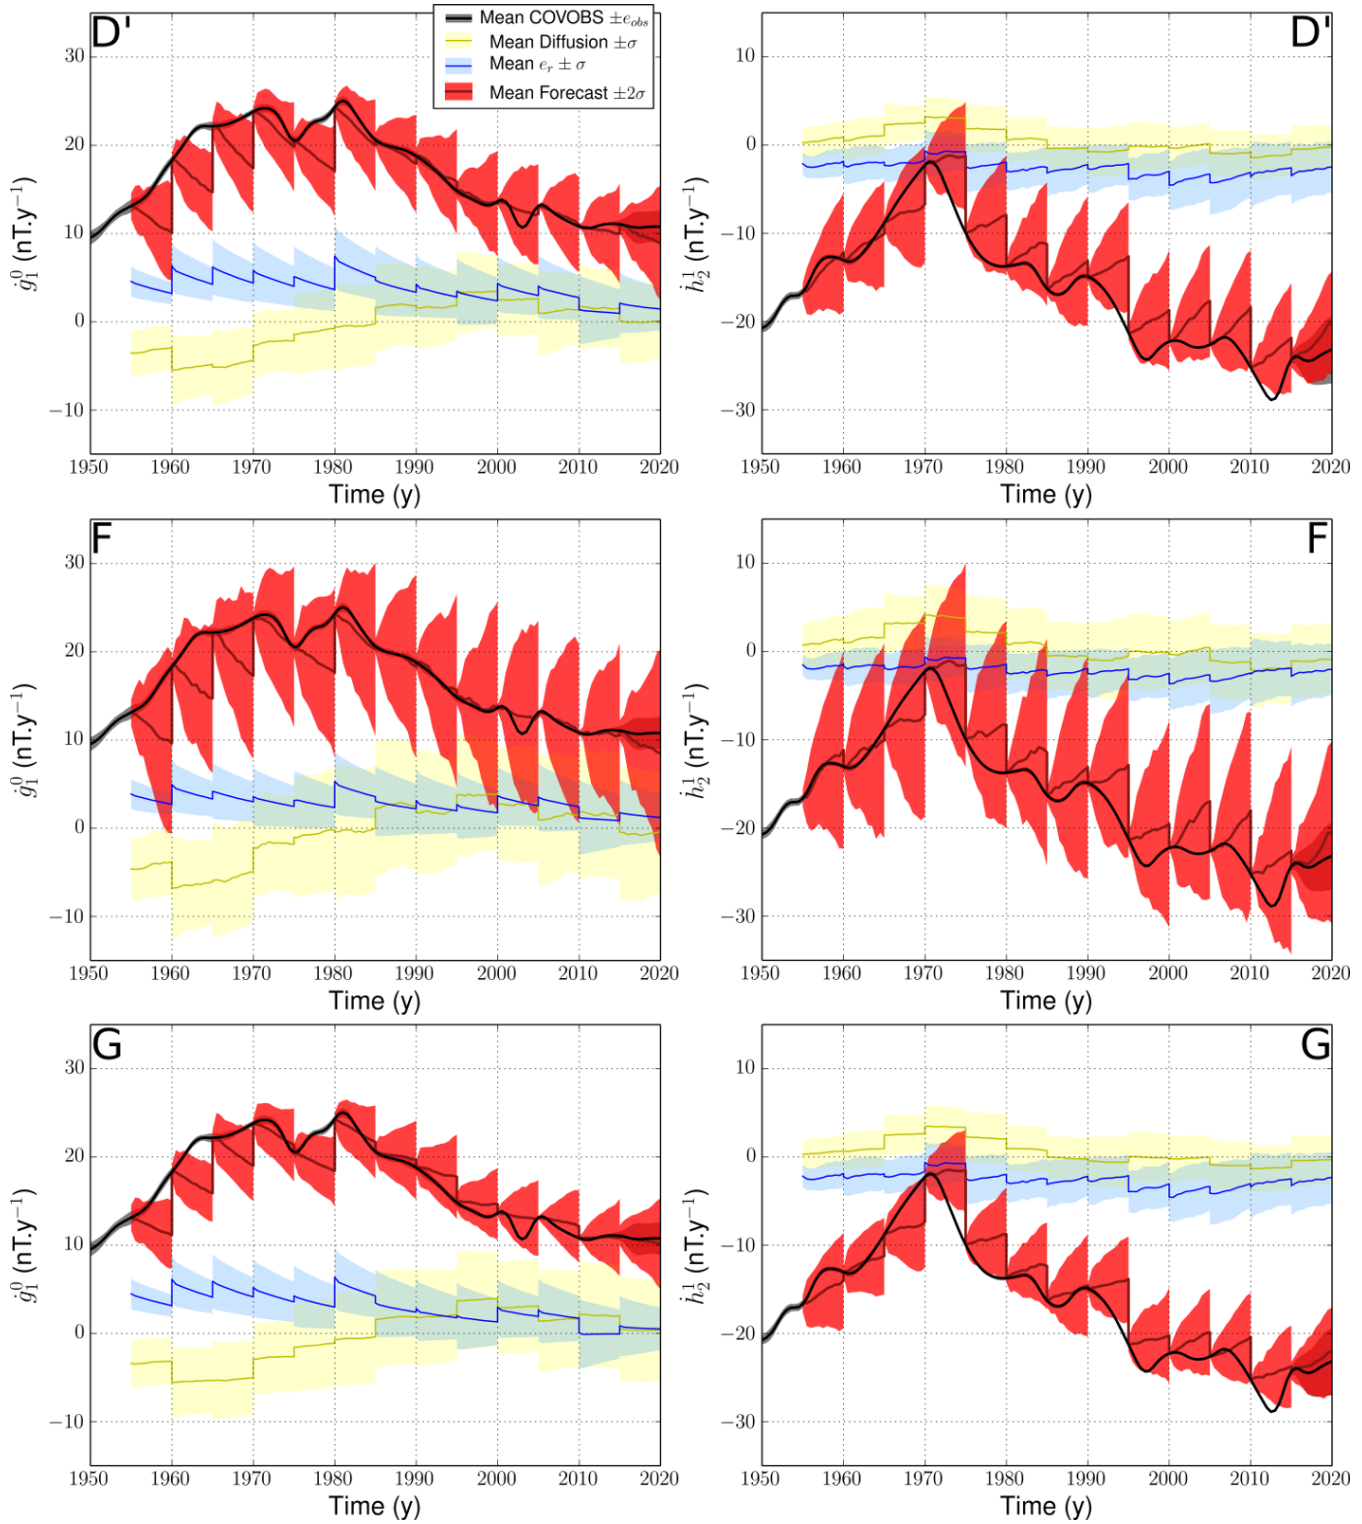 D'
Mean COVOBS ±e_obs
Mean Diffusion ±σ
Mean e_r ± σ
Mean Forecast ±2σ
30
20
10
0
−10
ġ₁⁰ (nT.y⁻¹)
1950 1960 1970 1980 1990 2000 2010 2020
Time (y)
D'
10
0
−10
−20
−30
ḣ₂¹ (nT.y⁻¹)
1950 1960 1970 1980 1990 2000 2010 2020
Time (y)
F
30
20
10
0
−10
ġ₁⁰ (nT.y⁻¹)
1950 1960 1970 1980 1990 2000 2010 2020
Time (y)
F
10
0
−10
−20
−30
ḣ₂¹ (nT.y⁻¹)
1950 1960 1970 1980 1990 2000 2010 2020
Time (y)
G
30
20
10
0
−10
ġ₁⁰ (nT.y⁻¹)
1950 1960 1970 1980 1990 2000 2010 2020
Time (y)
G
10
0
−10
−20
−30
ḣ₂¹ (nT.y⁻¹)
1950 1960 1970 1980 1990 2000 2010 2020
Time (y)